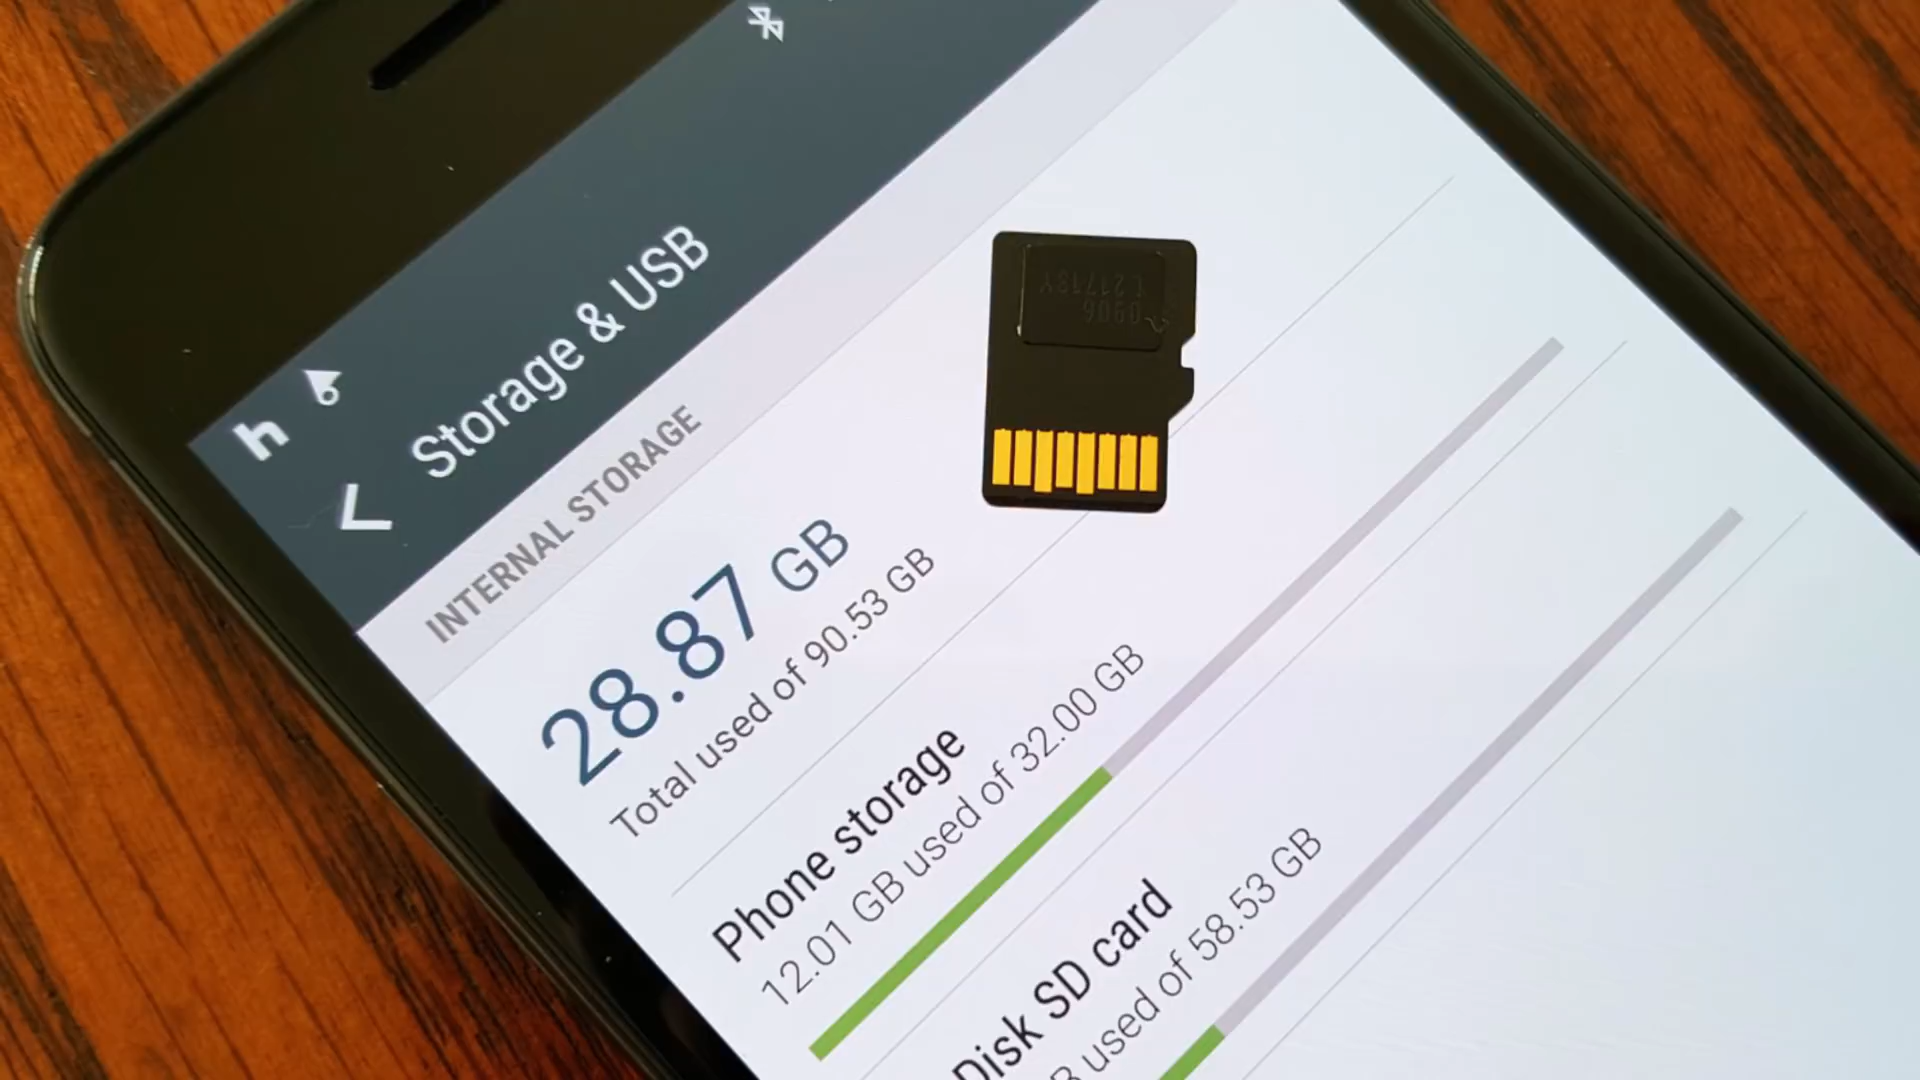 h
Storage & USB
INTERNAL STORAGE
28.87 GB
Total used of 90.53 GB
Phone storage
12.01 GB used of 32.00 GB
Disk SD card
B used of 58.53 GB
0906